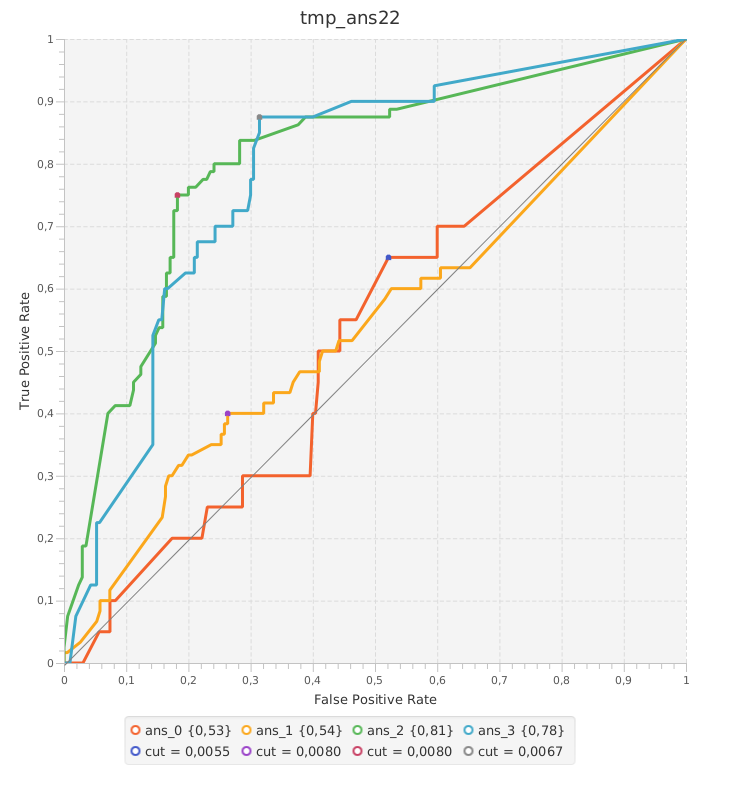 tmp_ans22
1
0,9
0,8
0,7
0,6
0,5
0,4
0,3
0,2
0,1
0
True Positive Rate
0 0,1 0,2 0,3 0,4 0,5 0,6 0,7 0,8 0,9 1
False Positive Rate
ans_0 {0,53} ans_1 {0,54} ans_2 {0,81} ans_3 {0,78}
cut = 0,0055 cut = 0,0080 cut = 0,0080 cut = 0,0067